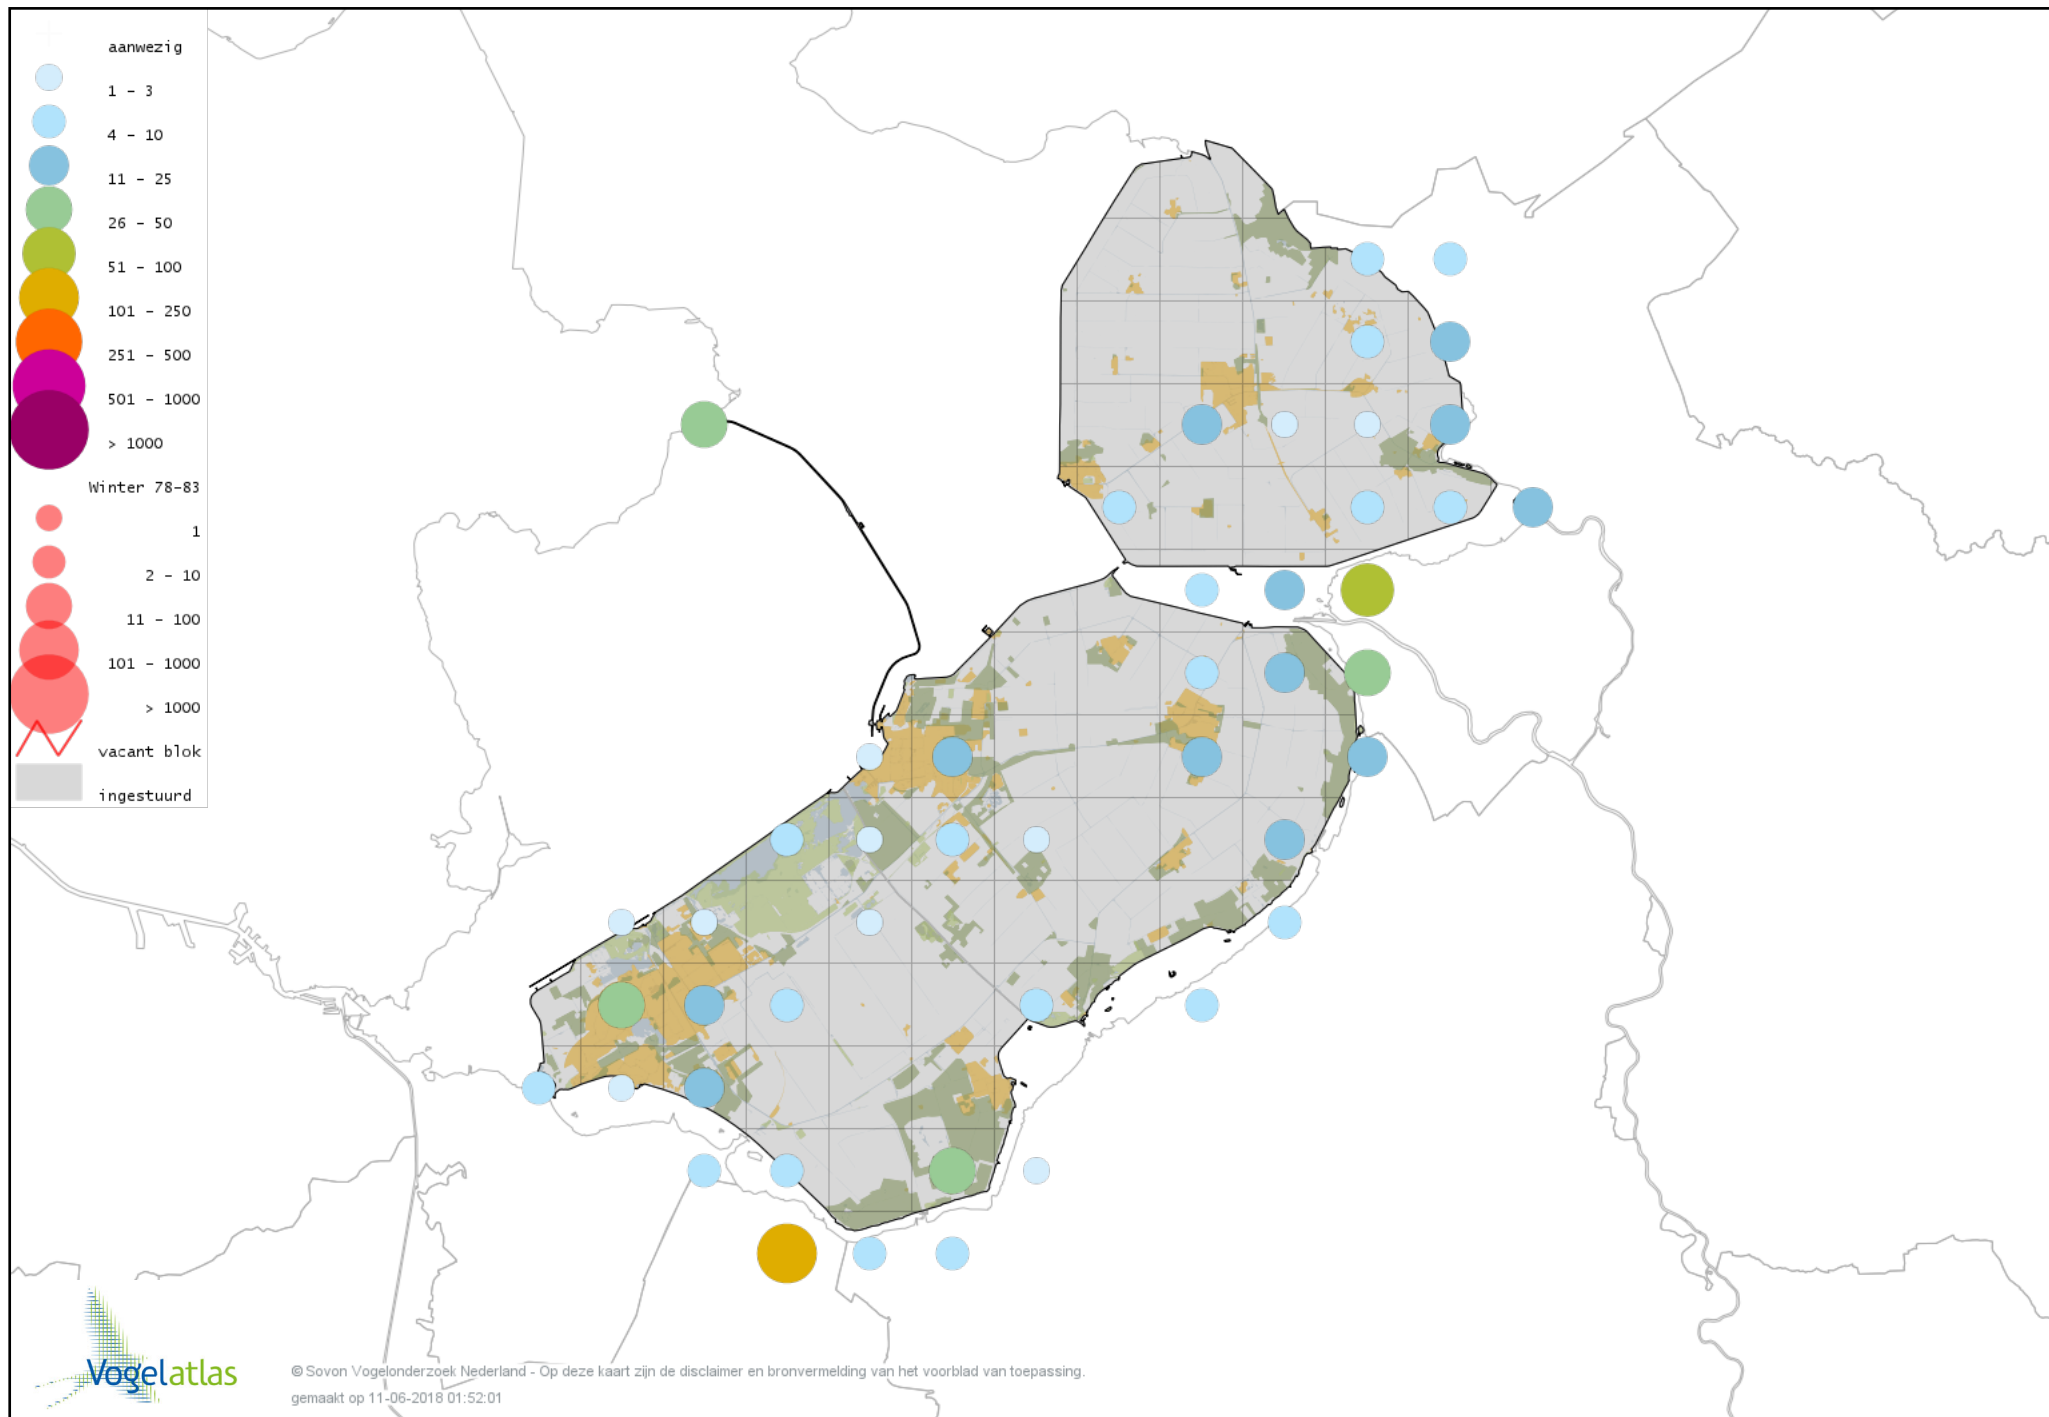 aanwezig
1 - 3
4 - 10
11 - 25
26 - 50
51 - 100
101 - 250
251 - 500
501 - 1000
> 1000
Winter 78-83
1
2 - 10
11 - 100
101 - 1000
> 1000
vacant blok
ingestuurd
Vogelatlas
© Sovon Vogelonderzoek Nederland - Op deze kaart zijn de disclaimer en bronvermelding van het voorblad van toepassing.
gemaakt op 11-06-2018 01:52:01